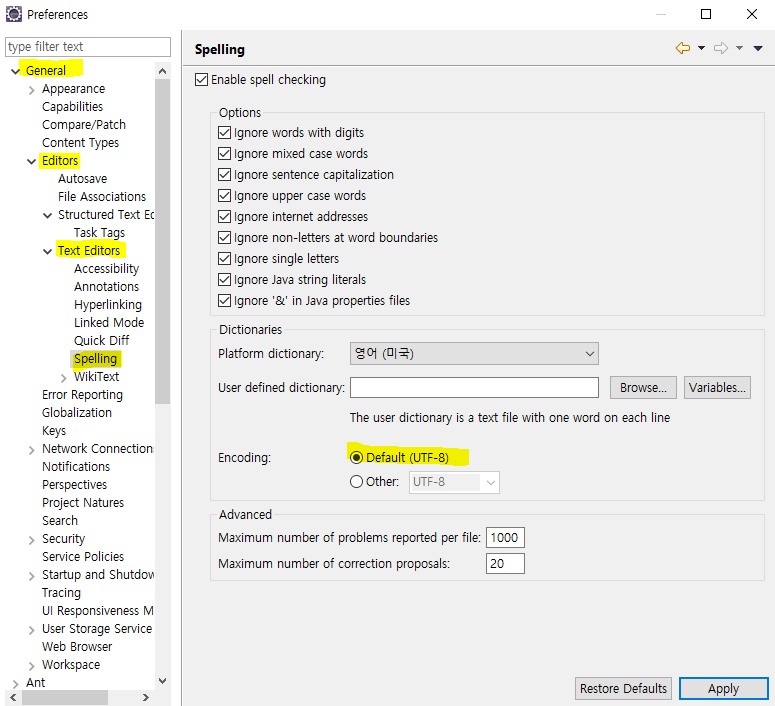 Preferences
type filter text
General
Appearance
Capabilities
Compare/Patch
Content Types
Editors
Autosave
File Associations
Structured Text Ed
Task Tags
Text Editors
Accessibility
Annotations
Hyperlinking
Linked Mode
Quick Diff
Spelling
WikiText
Error Reporting
Globalization
Keys
Network Connection
Notifications
Perspectives
Project Natures
Search
Security
Service Policies
Startup and Shutdow
Tracing
UI Responsiveness M
User Storage Service
Web Browser
Workspace
Ant
Spelling
Enable spell checking
Options
Ignore words with digits
Ignore mixed case words
Ignore sentence capitalization
Ignore upper case words
Ignore internet addresses
Ignore non-letters at word boundaries
Ignore single letters
Ignore Java string literals
Ignore '&' in Java properties files
Dictionaries
Platform dictionary: 영어 (미국)
User defined dictionary: Browse... Variables...
The user dictionary is a text file with one word on each line
Encoding: Default (UTF-8)
Other: UTF-8
Advanced
Maximum number of problems reported per file: 1000
Maximum number of correction proposals: 20
Restore Defaults Apply